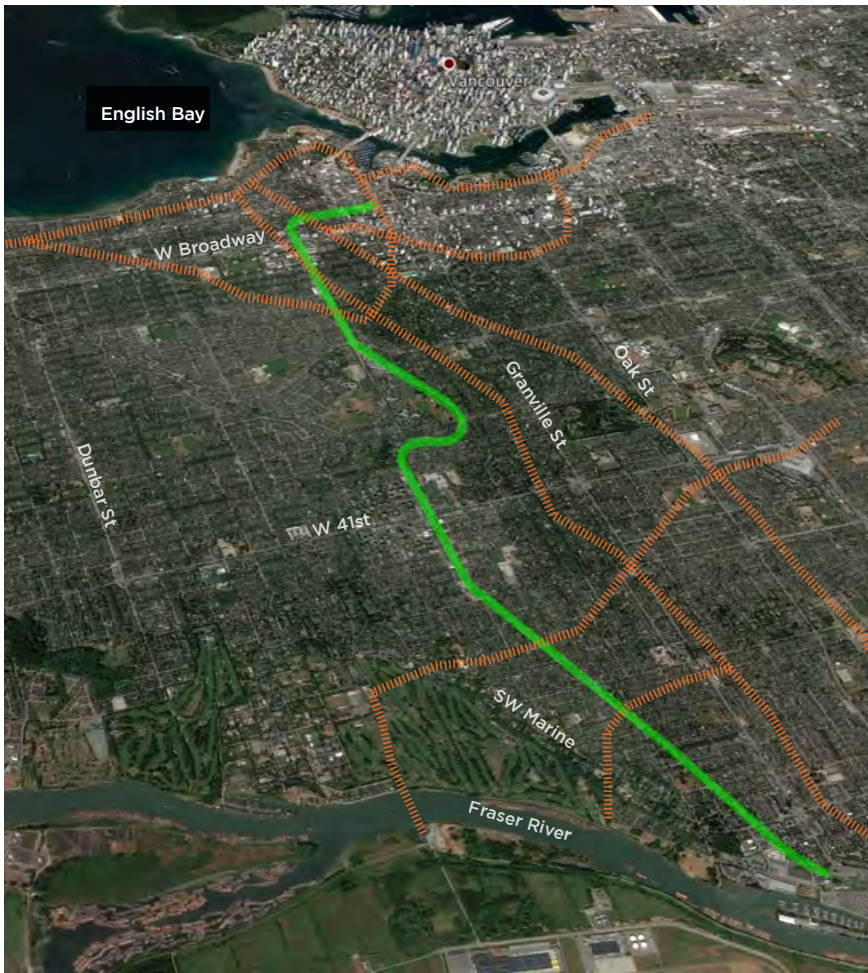 Vancouver
English Bay
W Broadway
Oak St
Granville St
Dunbar St
W 41st
SW Marine
Fraser River